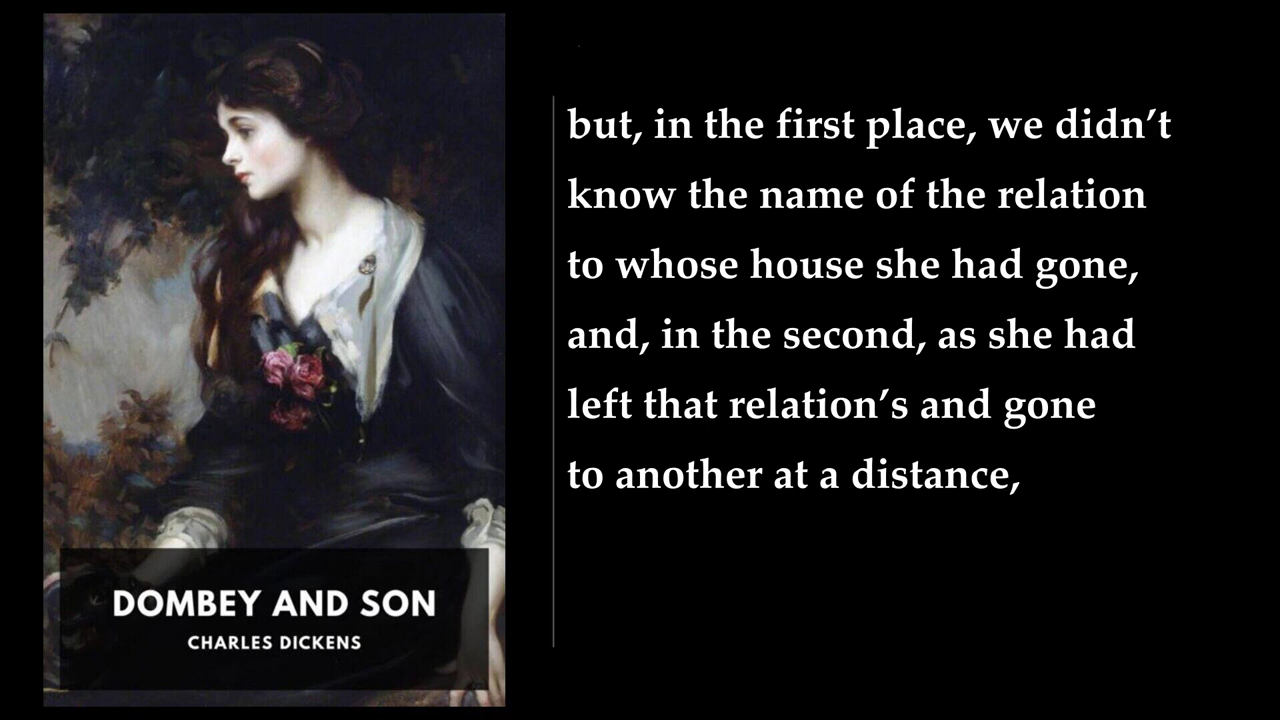 DOMBEY AND SON
CHARLES DICKENS
but, in the first place, we didn’t
know the name of the relation
to whose house she had gone,
and, in the second, as she had
left that relation’s and gone
to another at a distance,